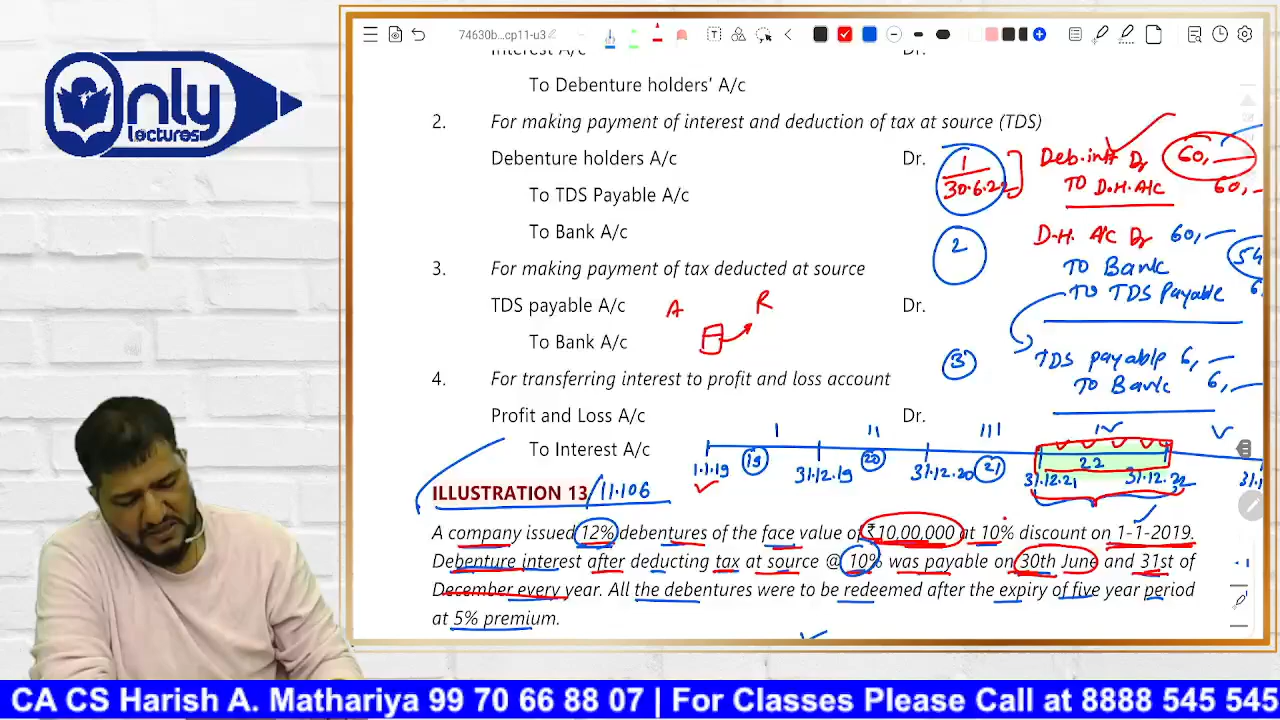 Only
lectures
74630b...cp11-u3
Interest A/c Dr.
To Debenture holders' A/c
2. For making payment of interest and deduction of tax at source (TDS)
Debenture holders A/c Dr.
To TDS Payable A/c
To Bank A/c
3. For making payment of tax deducted at source
TDS payable A/c Dr.
To Bank A/c
4. For transferring interest to profit and loss account
Profit and Loss A/c Dr.
To Interest A/c
A R
1
30.6.22
Deb.int Dr 60,
To D.H. A/c 60,
2
D.H. A/c Dr 60,
To Bank 54
To TDS Payable 6,
3
TDS payable 6,
To Bank 6,
I II III IV V
1.1.19 19 31.12.19 20 31.12.20 21 31.12.21 22 31.12.22
ILLUSTRATION 13 / 11.106
A company issued 12% debentures of the face value of ₹10,00,000 at 10% discount on 1-1-2019.
Debenture interest after deducting tax at source @ 10% was payable on 30th June and 31st of
December every year. All the debentures were to be redeemed after the expiry of five year period
at 5% premium.
CA CS Harish A. Mathariya 99 70 66 88 07 | For Classes Please Call at 8888 545 545